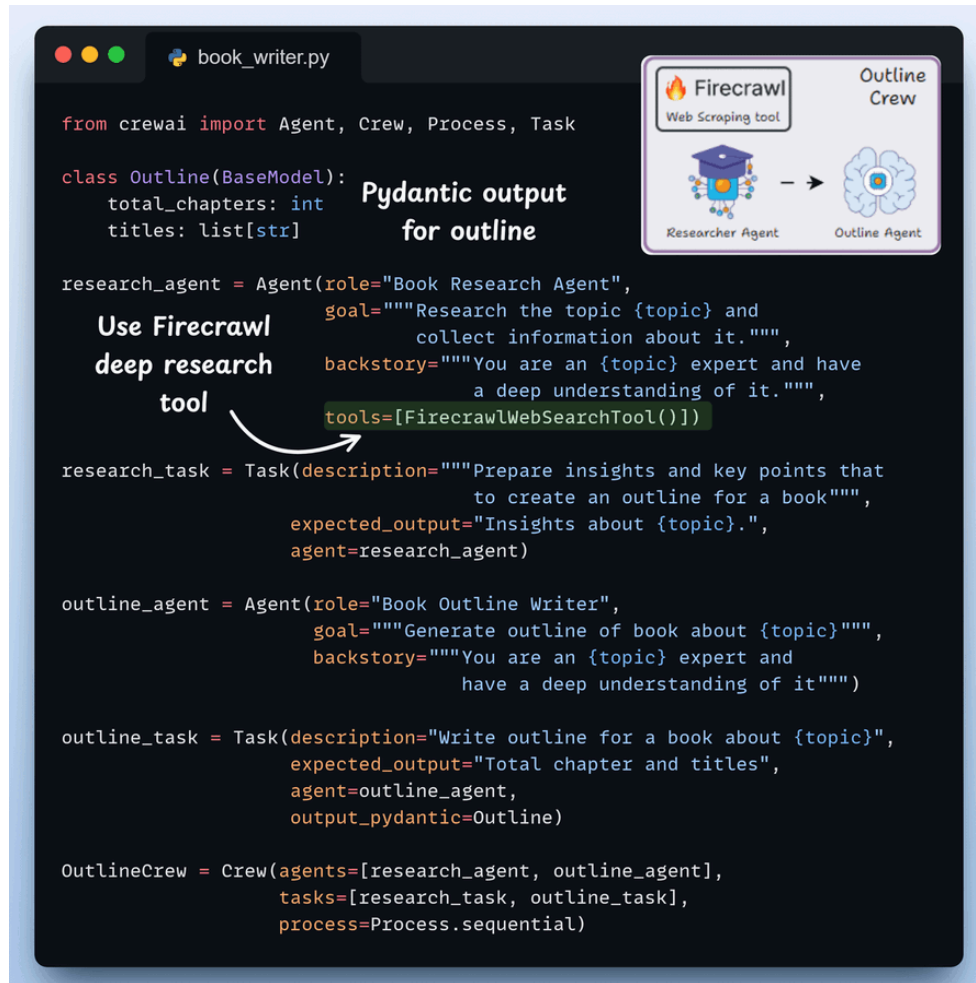 book_writer.py
Firecrawl
Web Scraping tool
Outline
Crew
Researcher Agent
Outline Agent
from crewai import Agent, Crew, Process, Task
class Outline(BaseModel):
    total_chapters: int
    titles: list[str]
Pydantic output
for outline
research_agent = Agent(role="Book Research Agent",
                       goal="""Research the topic {topic} and
                               collect information about it.""",
                       backstory="""You are an {topic} expert and have
                                    a deep understanding of it.""",
                       tools=[FirecrawlWebSearchTool()])
Use Firecrawl
deep research
tool
research_task = Task(description="""Prepare insights and key points that
                                    to create an outline for a book""",
                    expected_output="Insights about {topic}.",
                    agent=research_agent)
outline_agent = Agent(role="Book Outline Writer",
                      goal="""Generate outline of book about {topic}""",
                      backstory="""You are an {topic} expert and
                                   have a deep understanding of it""")
outline_task = Task(description="Write outline for a book about {topic}",
                    expected_output="Total chapter and titles",
                    agent=outline_agent,
                    output_pydantic=Outline)
OutlineCrew = Crew(agents=[research_agent, outline_agent],
                   tasks=[research_task, outline_task],
                   process=Process.sequential)